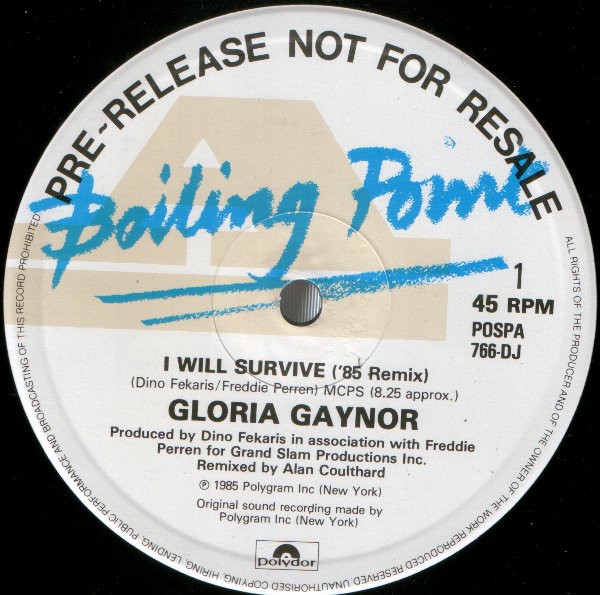 PRE-RELEASE NOT FOR RESALE
Boiling Point
1
45 RPM
POSPA
766-DJ
I WILL SURVIVE ('85 Remix)
(Dino Fekaris/Freddie Perren) MCPS (8.25 approx.)
GLORIA GAYNOR
Produced by Dino Fekaris in association with Freddie
Perren for Grand Slam Productions Inc.
Remixed by Alan Coulthard
℗ 1985 Polygram Inc (New York)
Original sound recording made by
Polygram Inc (New York)
polydor
ALL RIGHTS OF THE PRODUCER AND OF THE OWNER OF THE WORK REPRODUCED RESERVED. UNAUTHORISED COPYING, HIRING, LENDING, PUBLIC PERFORMANCE AND BROADCASTING OF THIS RECORD PROHIBITED